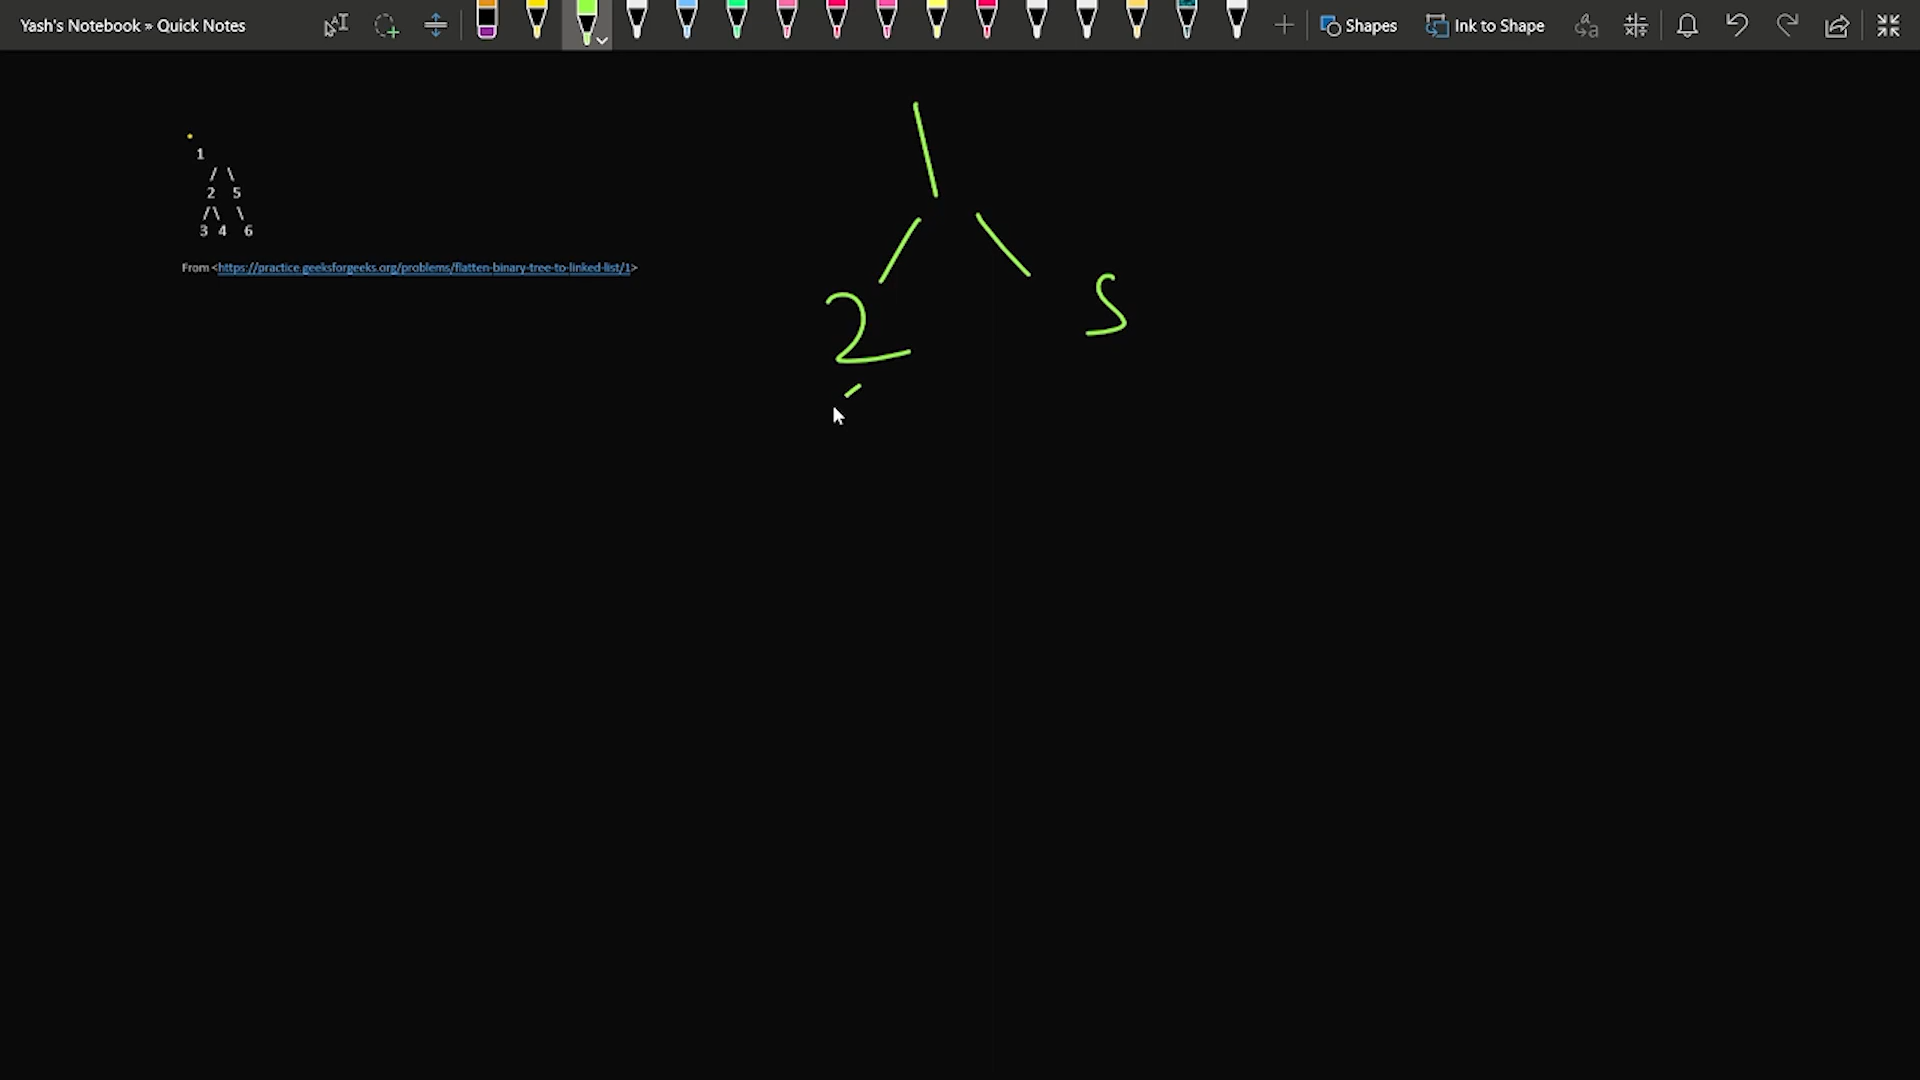 Yash's Notebook » Quick Notes
Shapes
Ink to Shape
1
/ \
2 5
/\ \
3 4 6
From <https://practice.geeksforgeeks.org/problems/flatten-binary-tree-to-linked-list/1>
1
2 5